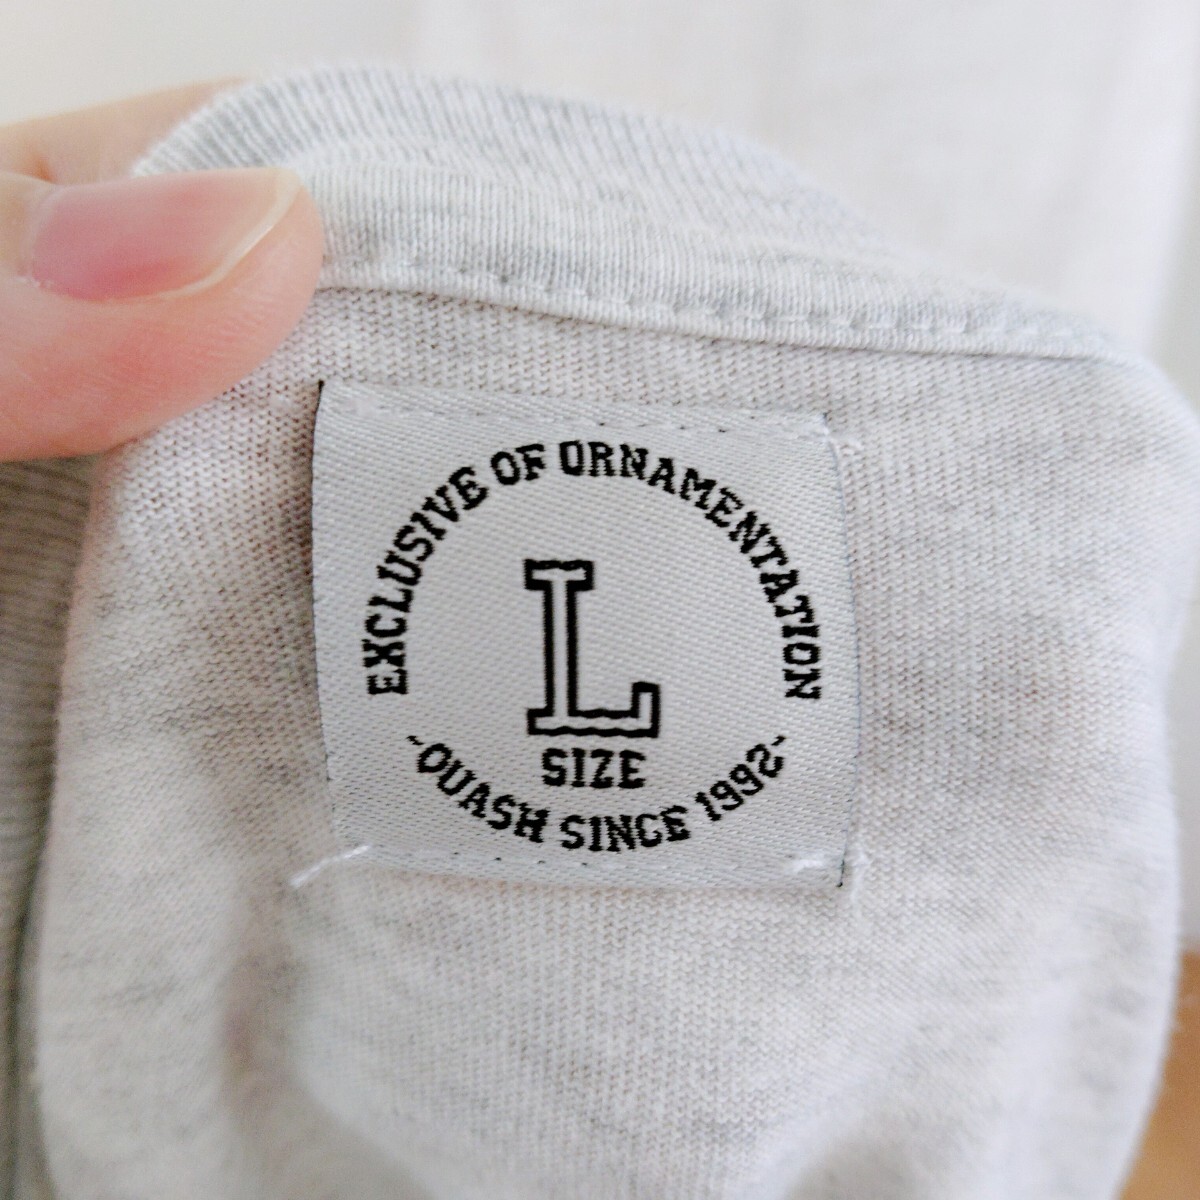 EXCLUSIVE OF ORNAMENTATION
L
SIZE
-QUASH SINCE 1992-